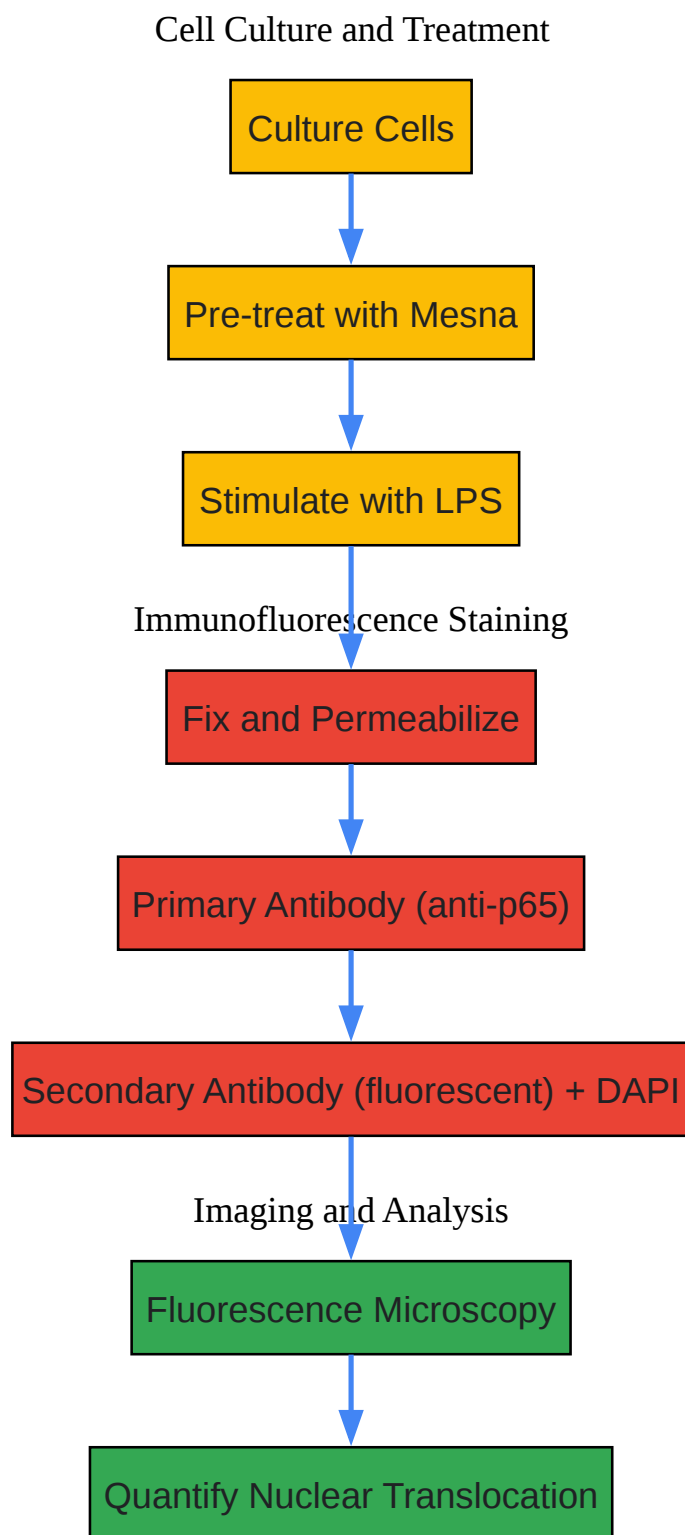 Cell Culture and Treatment
Culture Cells
Pre-treat with Mesna
Stimulate with LPS
Immunofluorescence Staining
Fix and Permeabilize
Primary Antibody (anti-p65)
Secondary Antibody (fluorescent) + DAPI
Imaging and Analysis
Fluorescence Microscopy
Quantify Nuclear Translocation